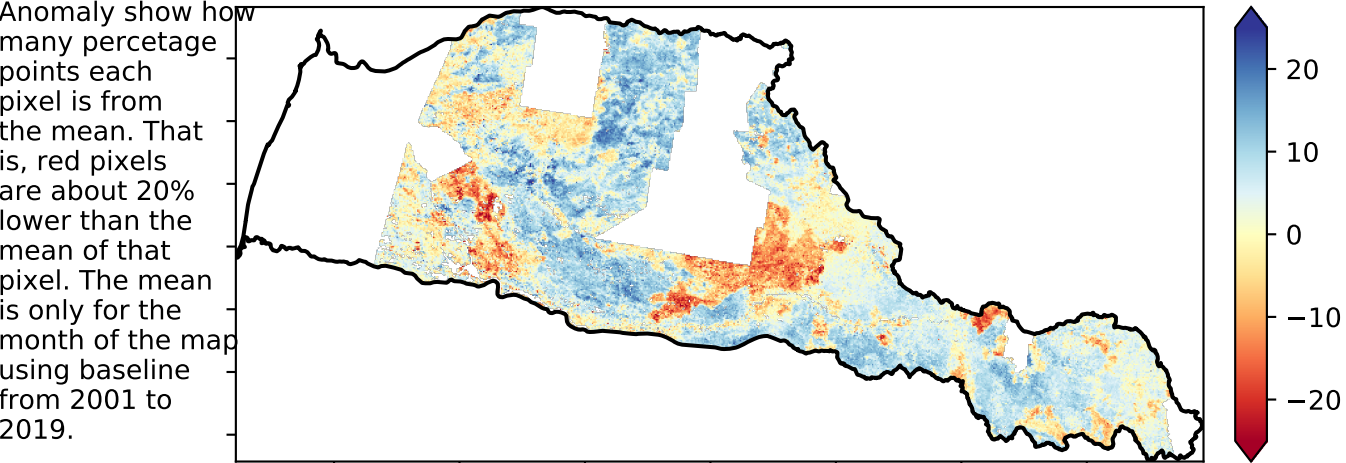 Anomaly show how
many percetage
points each
pixel is from
the mean. That
is, red pixels
are about 20%
lower than the
mean of that
pixel. The mean
is only for the
month of the map
using baseline
from 2001 to
2019.
20
10
0
−10
−20